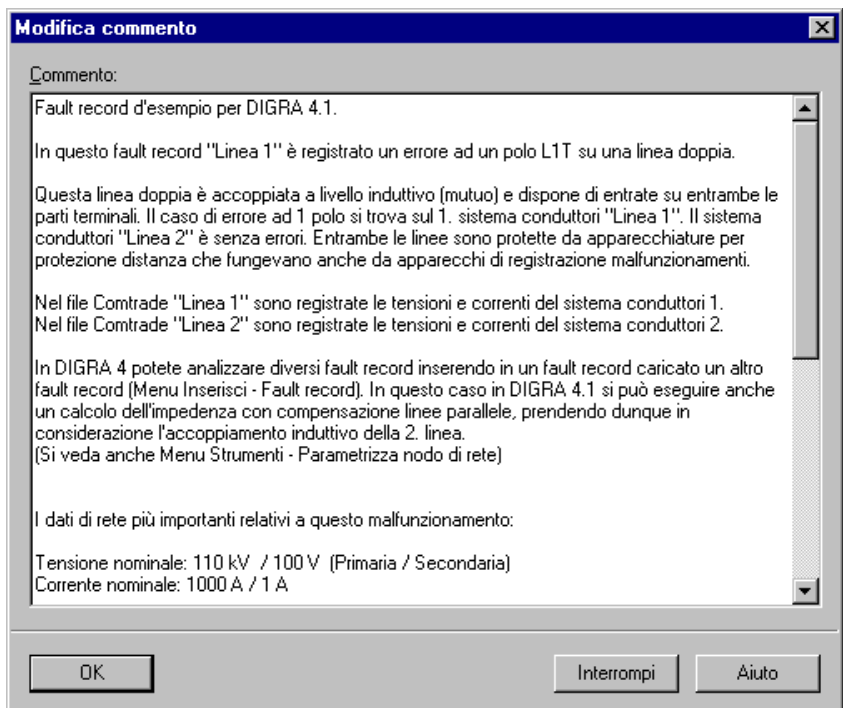 Modifica commento
Commento:
Fault record d'esempio per DIGRA 4.1.
In questo fault record "Linea 1" è registrato un errore ad un polo L1T su una linea doppia.
Questa linea doppia è accoppiata a livello induttivo (mutuo) e dispone di entrate su entrambe le
parti terminali. Il caso di errore ad 1 polo si trova sul 1. sistema conduttori "Linea 1". Il sistema
conduttori "Linea 2" è senza errori. Entrambe le linee sono protette da apparecchiature per
protezione distanza che fungevano anche da apparecchi di registrazione malfunzionamenti.
Nel file Comtrade "Linea 1" sono registrate le tensioni e correnti del sistema conduttori 1.
Nel file Comtrade "Linea 2" sono registrate le tensioni e correnti del sistema conduttori 2.
In DIGRA 4 potete analizzare diversi fault record inserendo in un fault record caricato un altro
fault record (Menu Inserisci - Fault record). In questo caso in DIGRA 4.1 si può eseguire anche
un calcolo dell'impedenza con compensazione linee parallele, prendendo dunque in
considerazione l'accoppiamento induttivo della 2. linea.
(Si veda anche Menu Strumenti - Parametrizza nodo di rete)
I dati di rete più importanti relativi a questo malfunzionamento:
Tensione nominale: 110 kV / 100 V (Primaria / Secondaria)
Corrente nominale: 1000 A / 1 A
OK
Interrompi
Aiuto